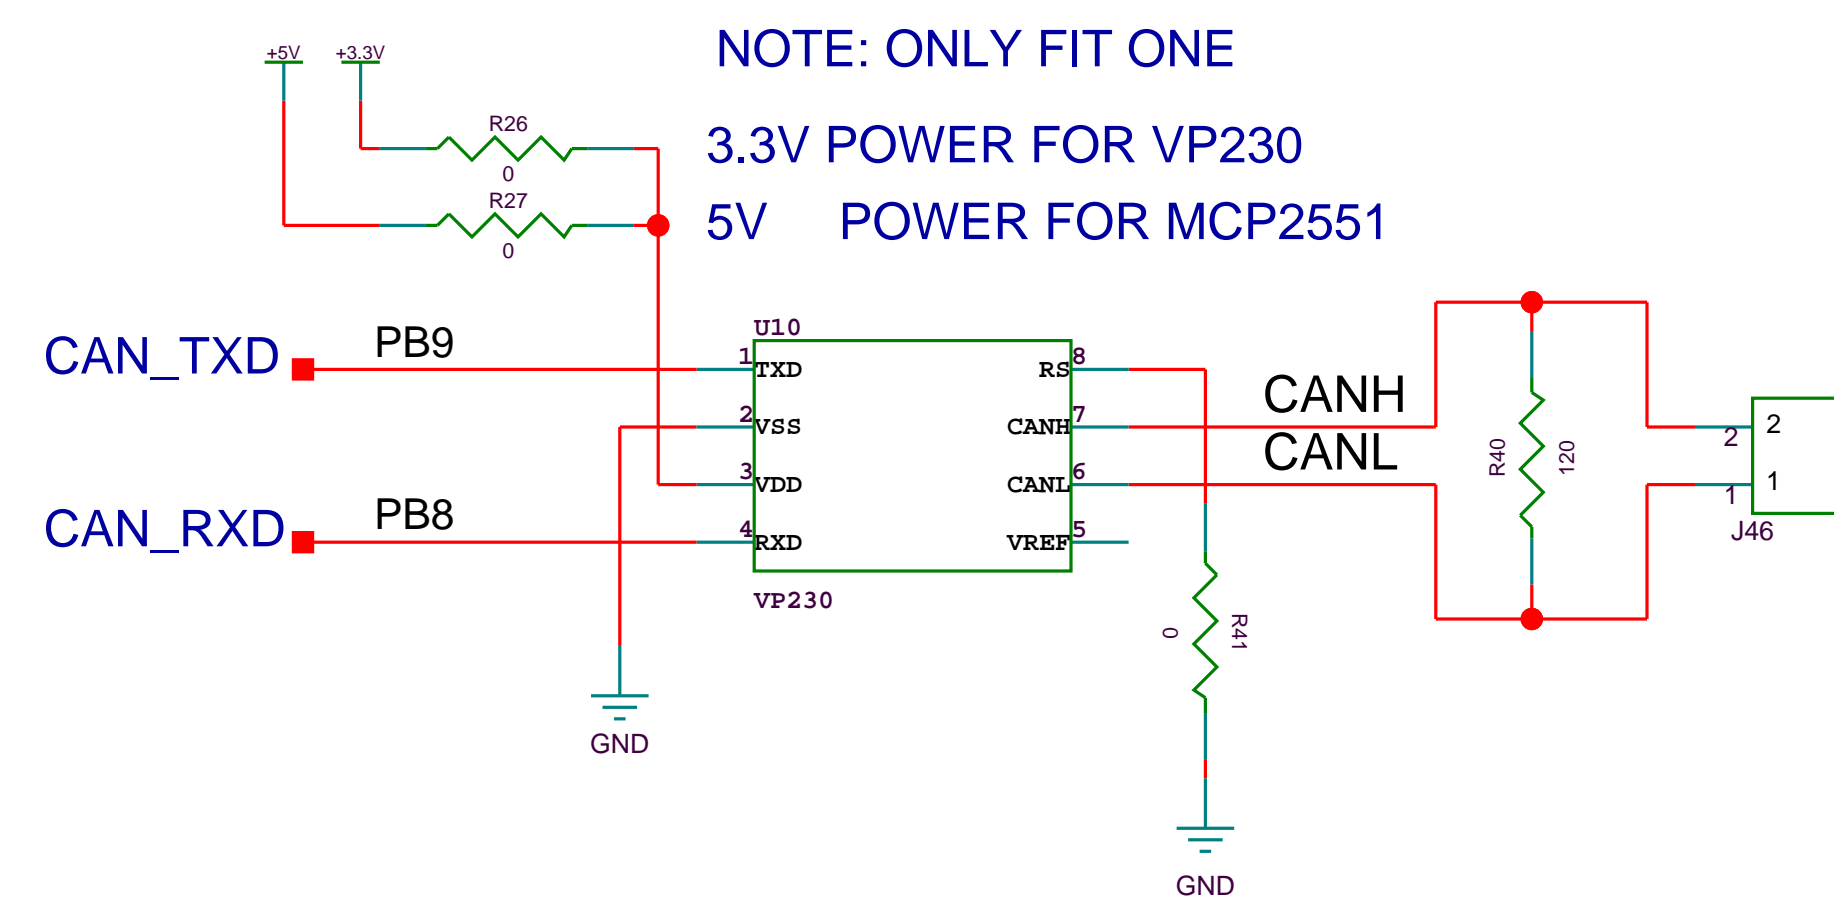 NOTE: ONLY FIT ONE
+5V
+3.3V
R26
0
3.3V POWER FOR VP230
R27
0
5V POWER FOR MCP2551
CAN_TXD
PB9
U10
1
TXD
2
VSS
3
VDD
4
RXD
CAN_RXD
PB8
8
RS
7
CANH
6
CANL
5
VREF
VP230
CANH
CANL
R40
120
2
2
1
1
J46
R41
0
GND
GND